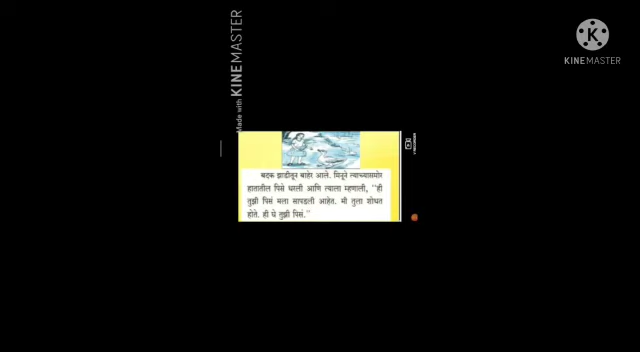 KINEMASTER
Made with KINEMASTER
बदक झाडीतून बाहेर आले. मिनूने त्याच्यासमोर
हातातील पिसे धरली आणि त्याला म्हणाली, "ही
तुझी पिसं मला सापडली आहेत. मी तुला शोधत
होते. ही घे तुझी पिसं."